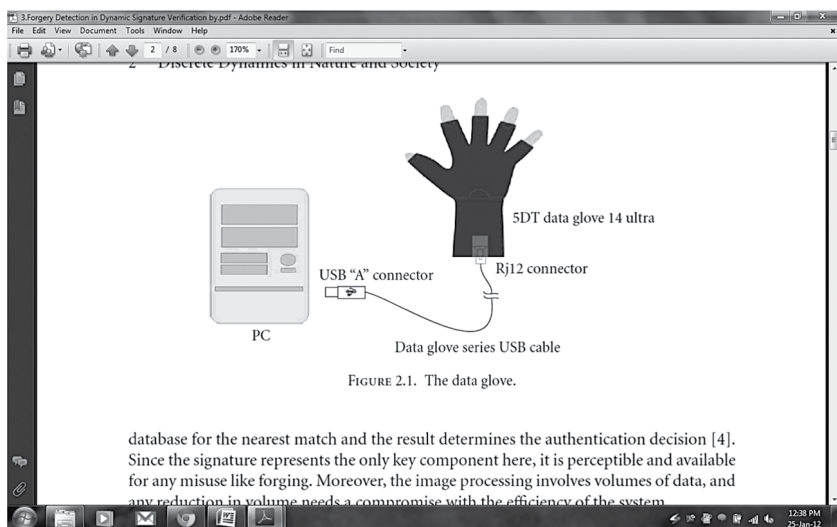 3.Forgery Detection in Dynamic Signature Verification by.pdf - Adobe Reader
File Edit View Document Tools Window Help
2 / 8 170% Find
2 Discrete Dynamics in Nature and Society
5DT data glove 14 ultra
Rj12 connector
USB “A” connector
PC
Data glove series USB cable
FIGURE 2.1. The data glove.
database for the nearest match and the result determines the authentication decision [4].
Since the signature represents the only key component here, it is perceptible and available
for any misuse like forging. Moreover, the image processing involves volumes of data, and
any reduction in volume needs a compromise with the efficiency of the system
12:38 PM
25-Jan-12